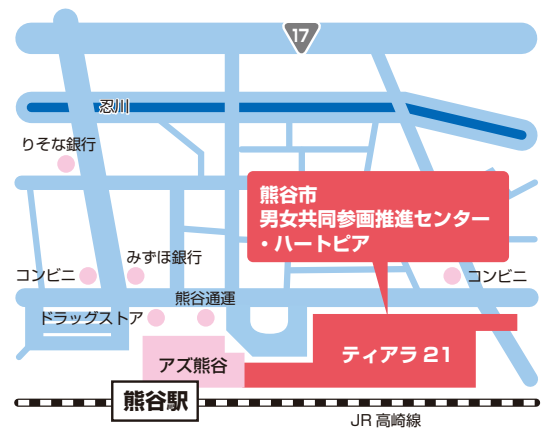 17
忍川
りそな銀行
熊谷市
男女共同参画推進センター
・ハートピア
みずほ銀行
コンビニ
コンビニ
熊谷通運
ドラッグストア
アズ熊谷
ティアラ 21
熊谷駅
JR 高崎線